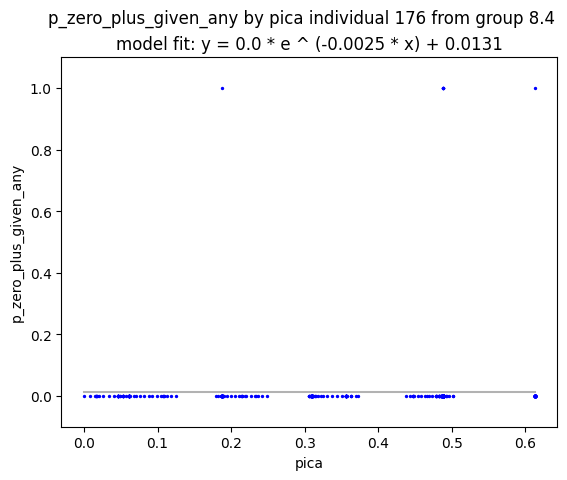 p_zero_plus_given_any by pica individual 176 from group 8.4
model fit: y = 0.0 * e ^ (-0.0025 * x) + 0.0131
1.0
0.8
0.6
0.4
0.2
0.0
p_zero_plus_given_any
0.0 0.1 0.2 0.3 0.4 0.5 0.6
pica